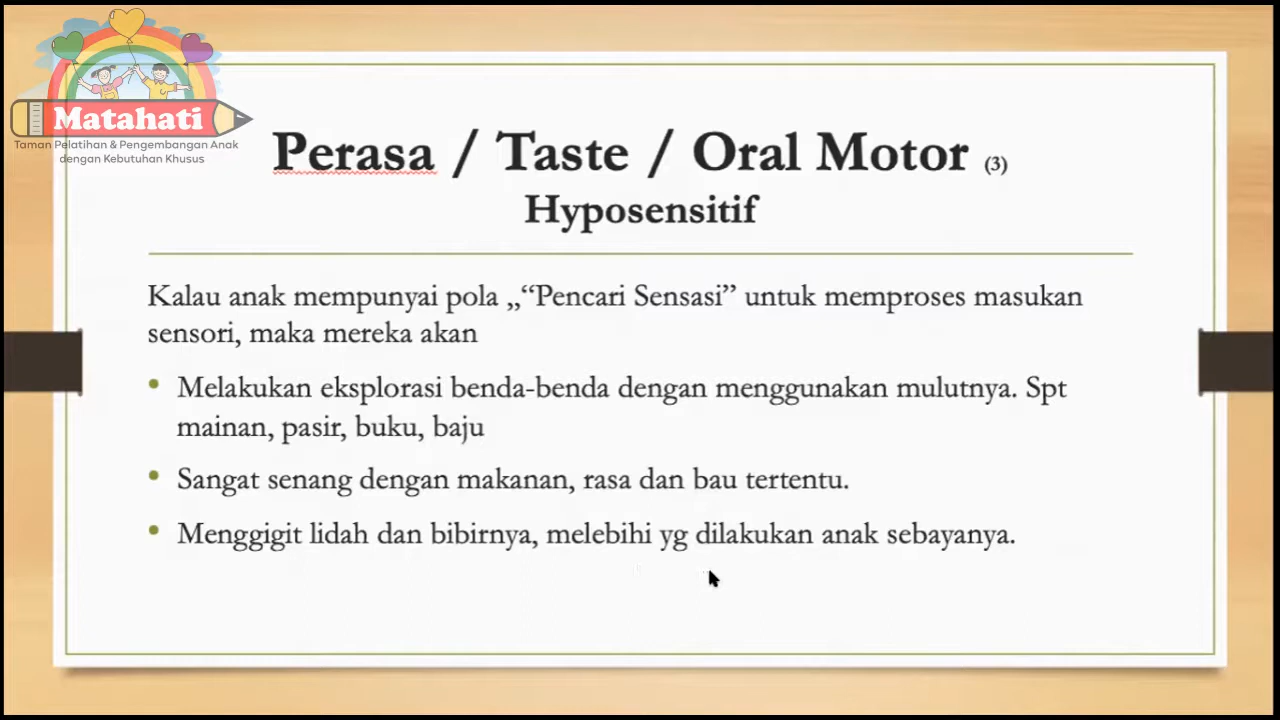 Matahati
Taman Pelatihan & Pengembangan Anak
dengan Kebutuhan Khusus
Perasa / Taste / Oral Motor (3)
Hyposensitif
Kalau anak mempunyai pola „“Pencari Sensasi” untuk memproses masukan
sensori, maka mereka akan
• Melakukan eksplorasi benda-benda dengan menggunakan mulutnya. Spt
mainan, pasir, buku, baju
• Sangat senang dengan makanan, rasa dan bau tertentu.
• Menggigit lidah dan bibirnya, melebihi yg dilakukan anak sebayanya.